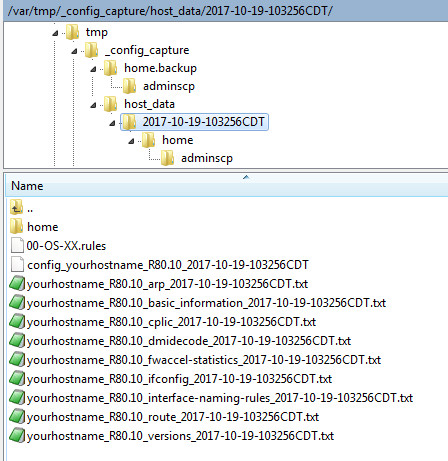 /var/tmp/_config_capture/host_data/2017-10-19-103256CDT/
tmp
_config_capture
home.backup
adminscp
host_data
2017-10-19-103256CDT
home
adminscp
Name
..
home
00-OS-XX.rules
config_yourhostname_R80.10_2017-10-19-103256CDT
yourhostname_R80.10_arp_2017-10-19-103256CDT.txt
yourhostname_R80.10_basic_information_2017-10-19-103256CDT.txt
yourhostname_R80.10_cplic_2017-10-19-103256CDT.txt
yourhostname_R80.10_dmidecode_2017-10-19-103256CDT.txt
yourhostname_R80.10_fwaccel-statistics_2017-10-19-103256CDT.txt
yourhostname_R80.10_ifconfig_2017-10-19-103256CDT.txt
yourhostname_R80.10_interface-naming-rules_2017-10-19-103256CDT.txt
yourhostname_R80.10_route_2017-10-19-103256CDT.txt
yourhostname_R80.10_versions_2017-10-19-103256CDT.txt